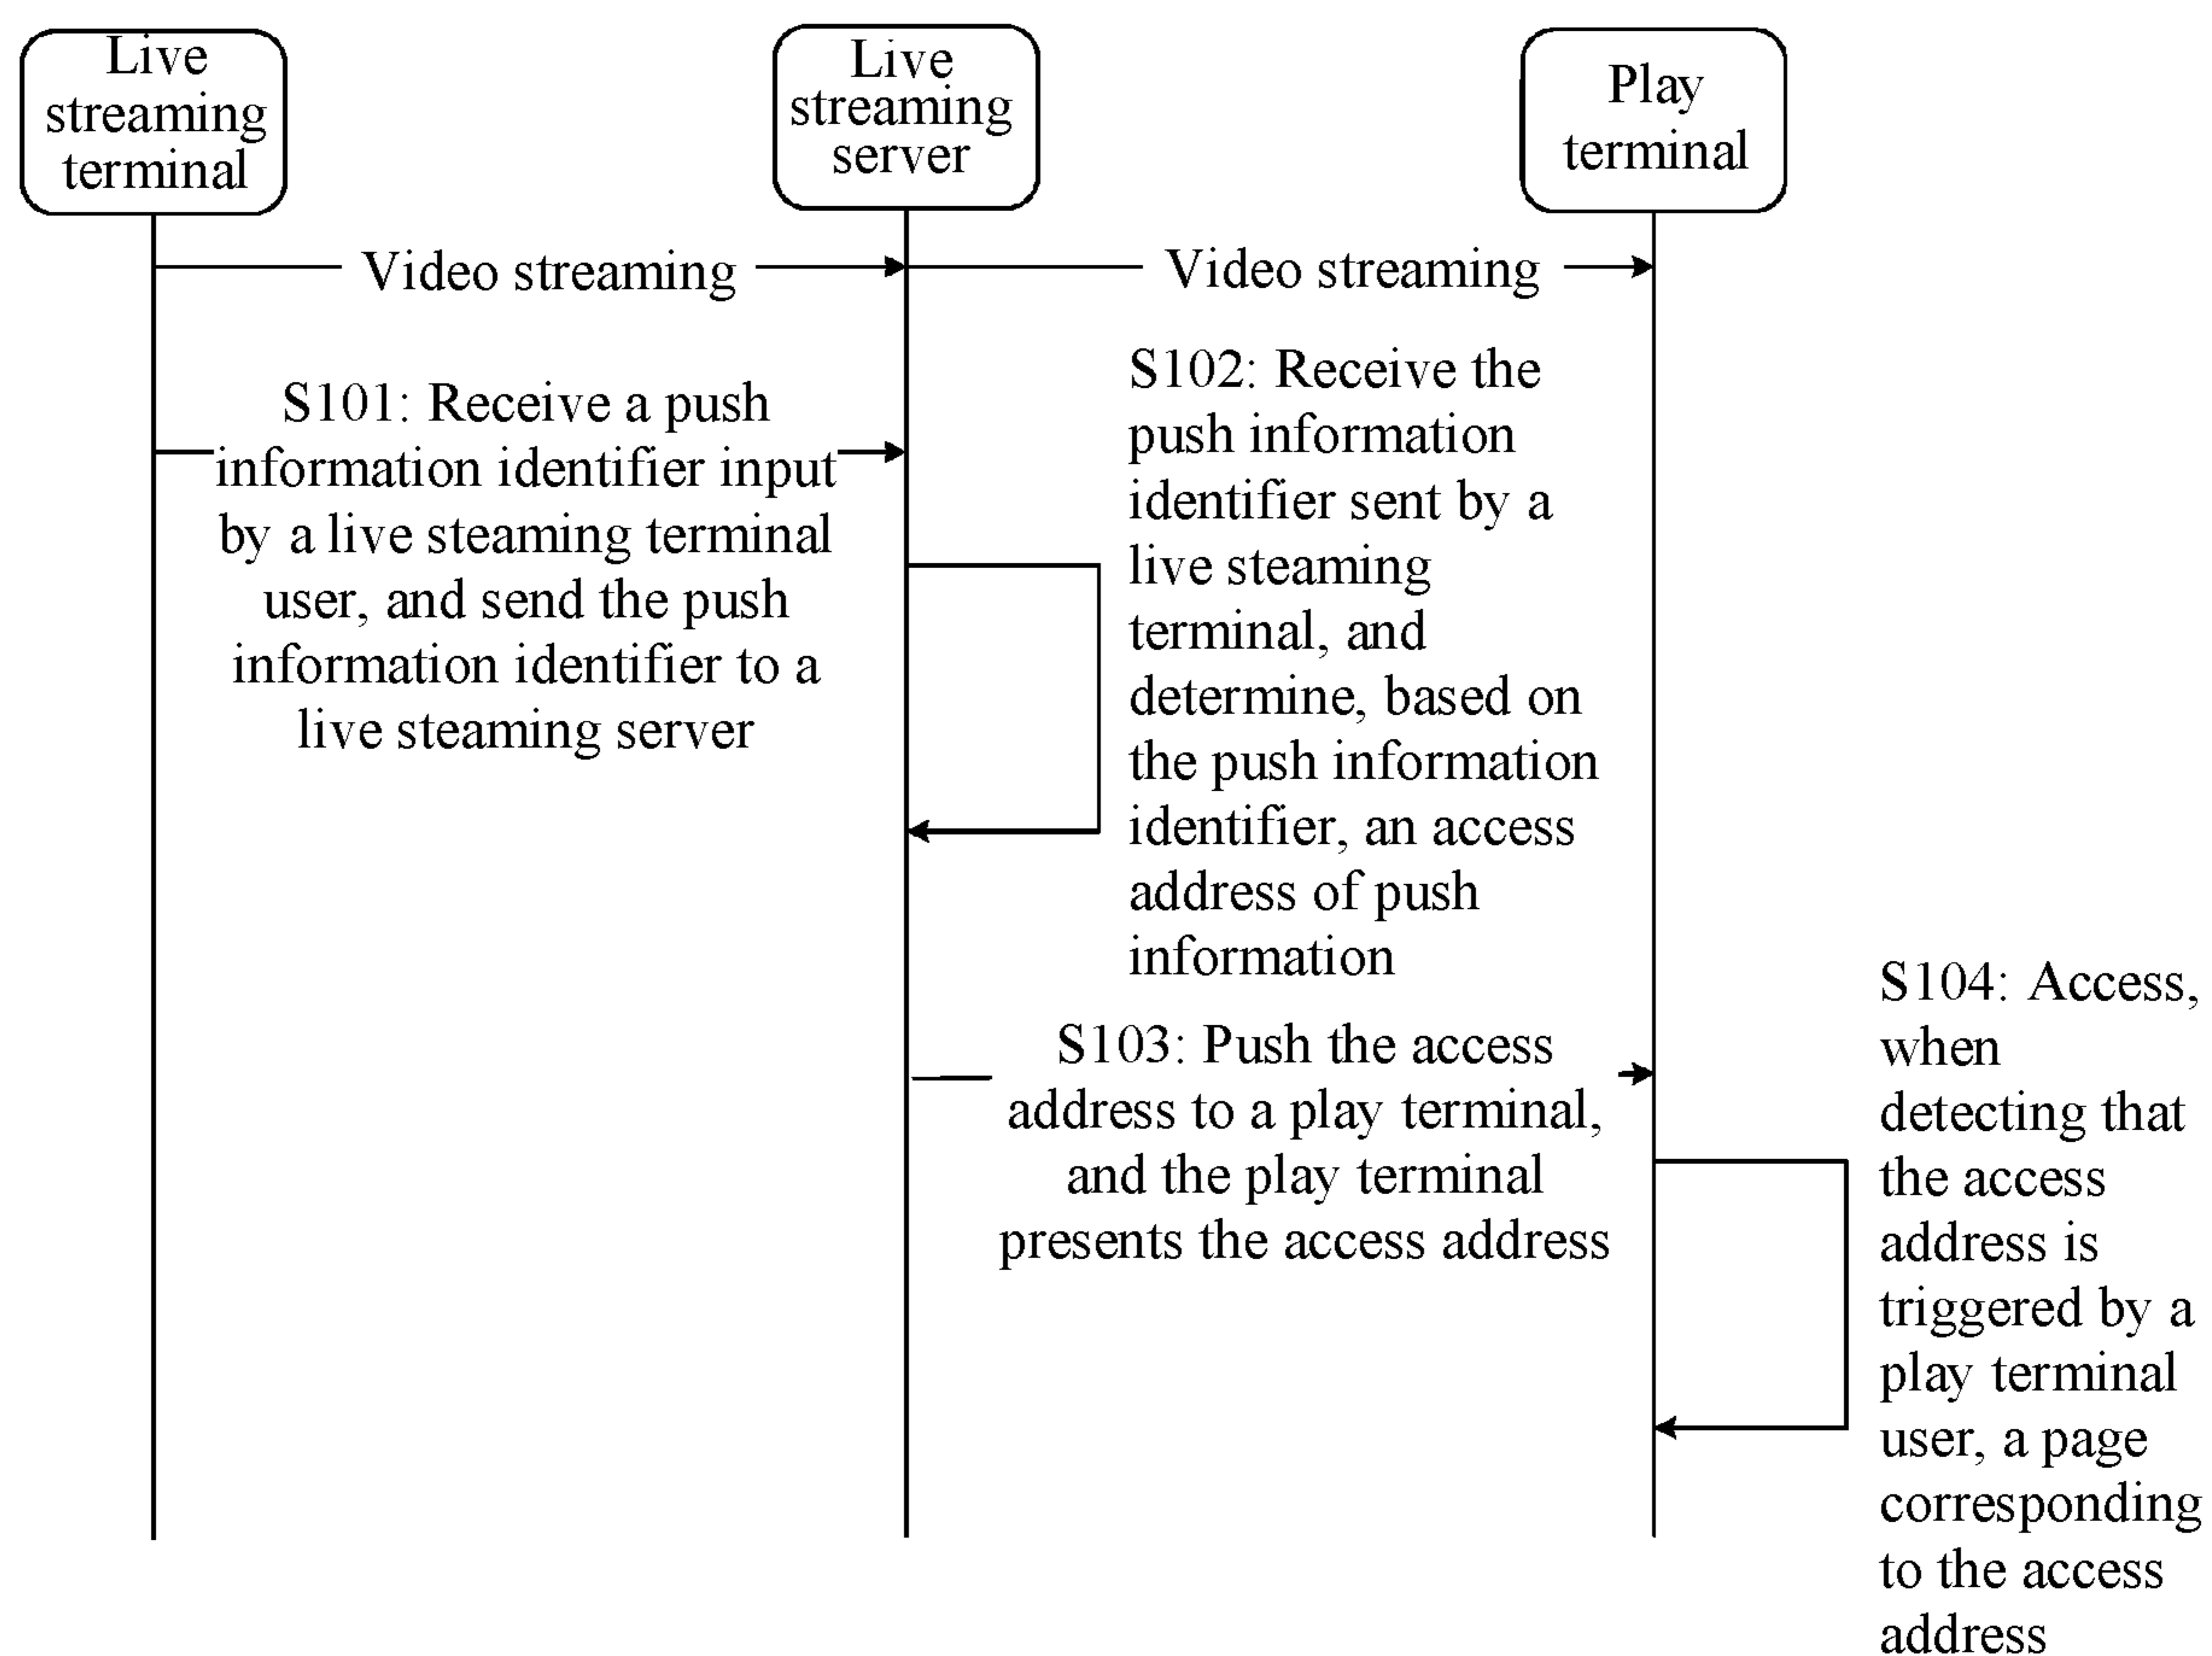 Live
streaming
terminal
Live
streaming
server
Play
terminal
Video streaming
Video streaming
S101: Receive a push
information identifier input
by a live steaming terminal
user, and send the push
information identifier to a
live steaming server
S102: Receive the
push information
identifier sent by a
live steaming
terminal, and
determine, based on
the push information
identifier, an access
address of push
information
S103: Push the access
address to a play terminal,
and the play terminal
presents the access address
S104: Access,
when
detecting that
the access
address is
triggered by a
play terminal
user, a page
corresponding
to the access
address